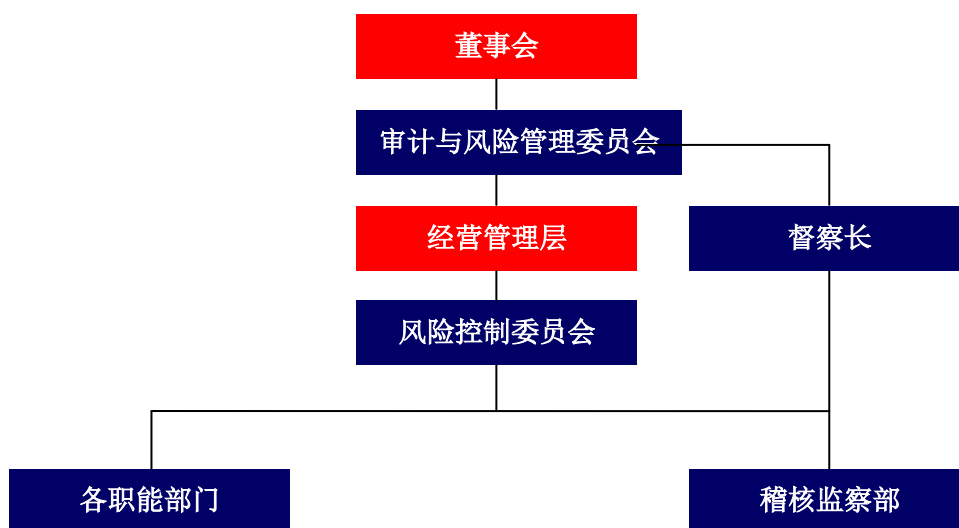 董事会
审计与风险管理委员会
经营管理层
督察长
风险控制委员会
各职能部门
稽核监察部